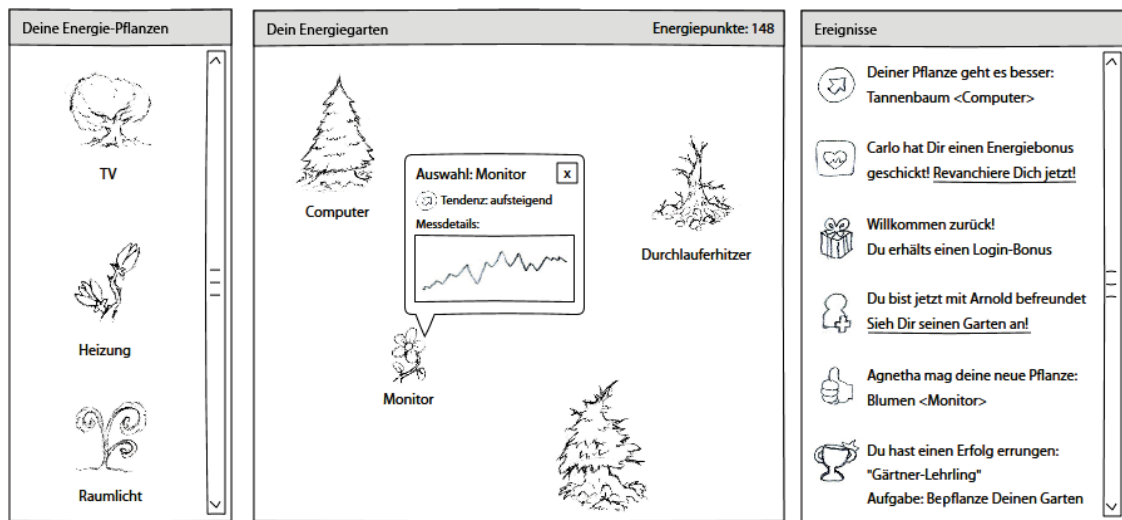 Deine Energie-Pflanzen
TV
Heizung
Raumlicht
Dein Energiegarten
Energiepunkte: 148
Computer
Auswahl: Monitor
x
Tendenz: aufsteigend
Messdetails:
Durchlauferhitzer
Monitor
Ereignisse
Deiner Pflanze geht es besser:
Tannenbaum <Computer>
Carlo hat Dir einen Energiebonus
geschickt! Revanchiere Dich jetzt!
Willkommen zurück!
Du erhälts einen Login-Bonus
Du bist jetzt mit Arnold befreundet
Sieh Dir seinen Garten an!
Agnetha mag deine neue Pflanze:
Blumen <Monitor>
Du hast einen Erfolg errungen:
"Gärtner-Lehrling"
Aufgabe: Bepflanze Deinen Garten